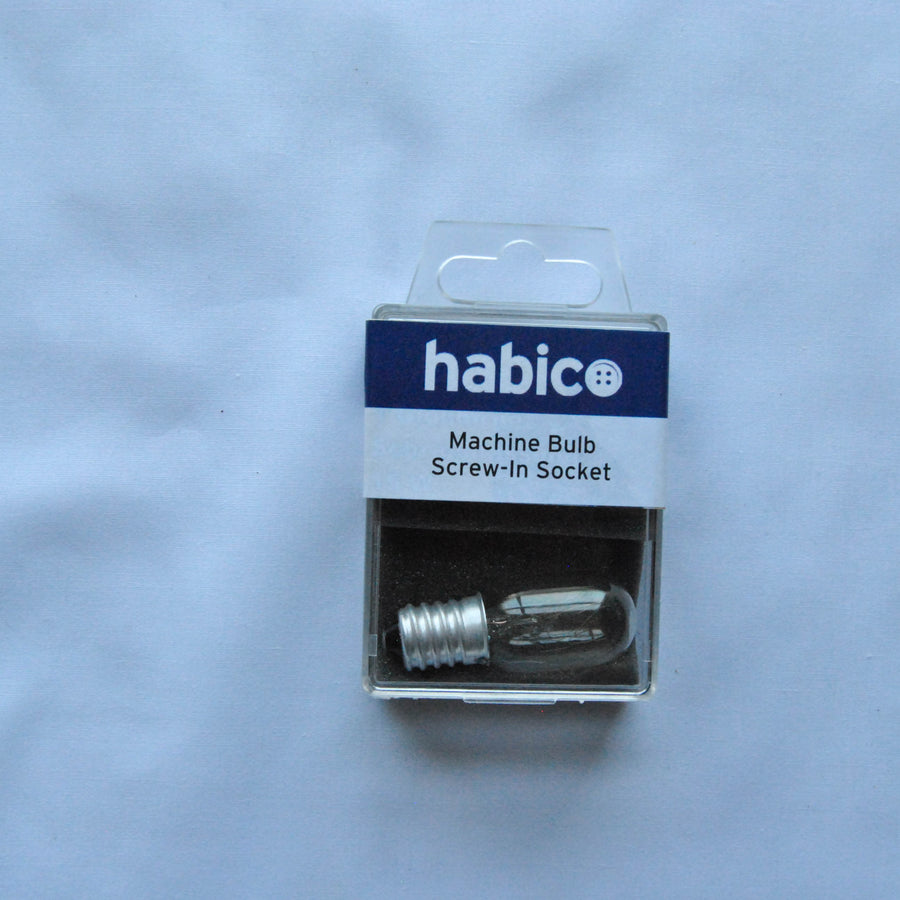 habico
Machine Bulb
Screw-In Socket